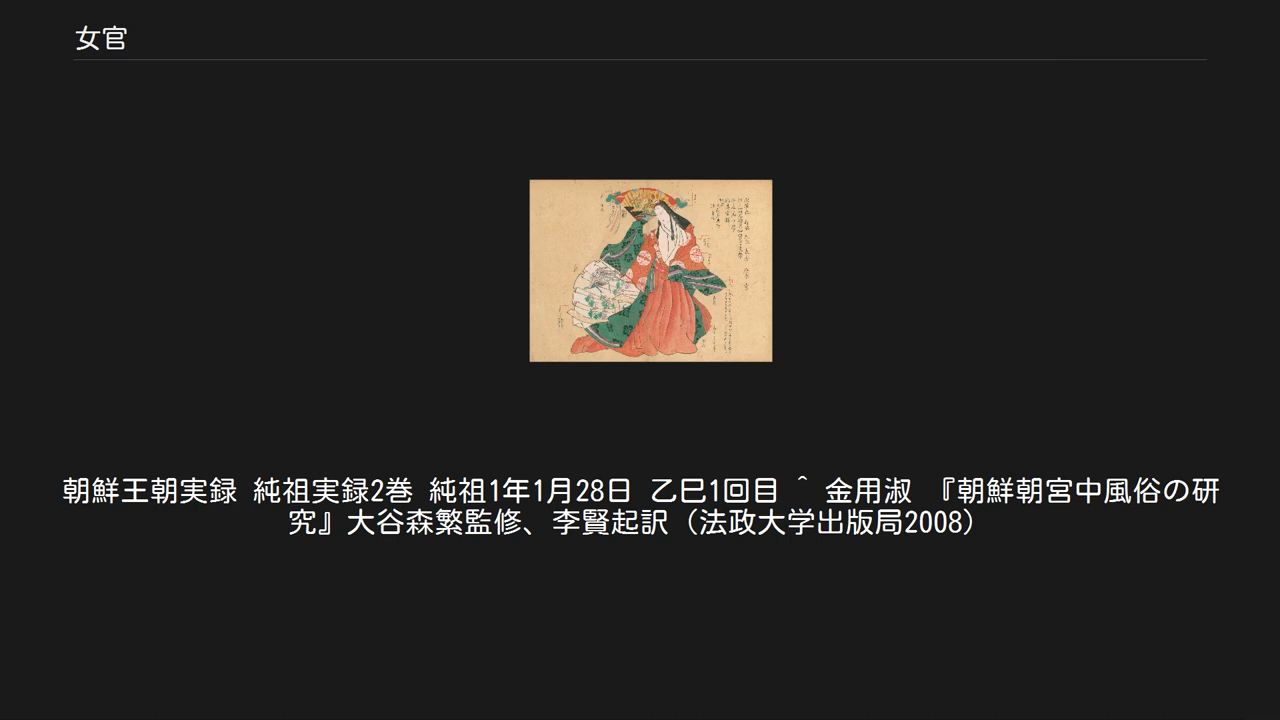 女官
朝鮮王朝実録 純祖実録2巻 純祖1年1月28日 乙巳1回目 ^ 金用淑 『朝鮮朝宮中風俗の研
究』大谷森繁監修、李賢起訳（法政大学出版局2008）